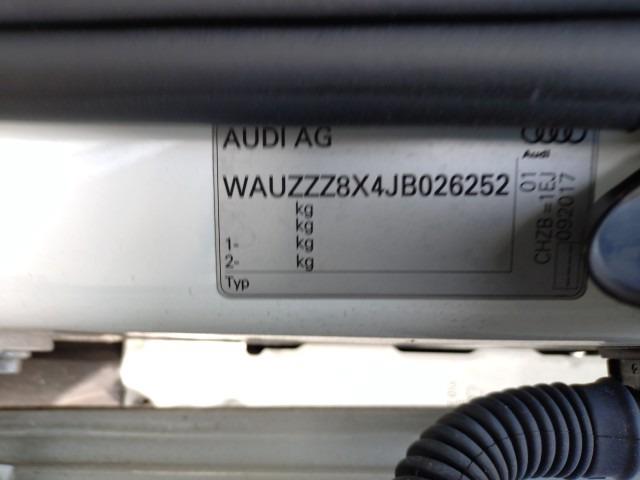 AUDI AG
Audi
WAUZZZ8X4JB026252
kg
kg
1- kg
2- kg
Typ
01
CHZB=1EJ
092017